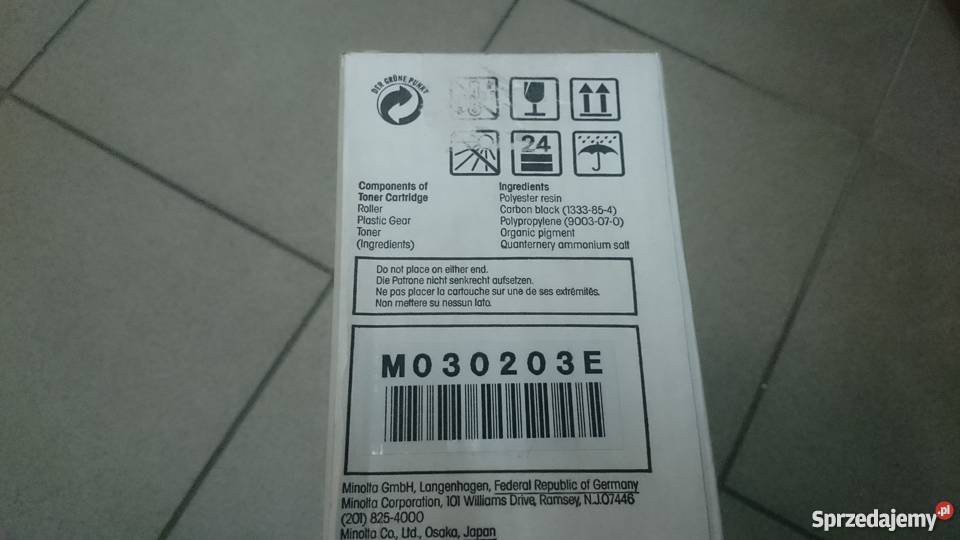 DER GRÜNE PUNKT
24
Components of
Toner Cartridge
Roller
Plastic Gear
Toner
(Ingredients)
Ingredients
Polyester resin
Carbon black (1333-85-4)
Polypropylene (9003-07-0)
Organic pigment
Quanternery ammonium salt
Do not place on either end.
Die Patrone nicht senkrecht aufsetzen.
Ne pas placer la cartouche sur une de ses extrémités.
Non mettere su nessun lato.
M030203E
Minolta GmbH, Langenhagen, Federal Republic of Germany
Minolta Corporation, 101 Williams Drive, Ramsey, N.J.07446
(201) 825-4000
Minolta Co., Ltd., Osaka, Japan
Sprzedajemy.pl